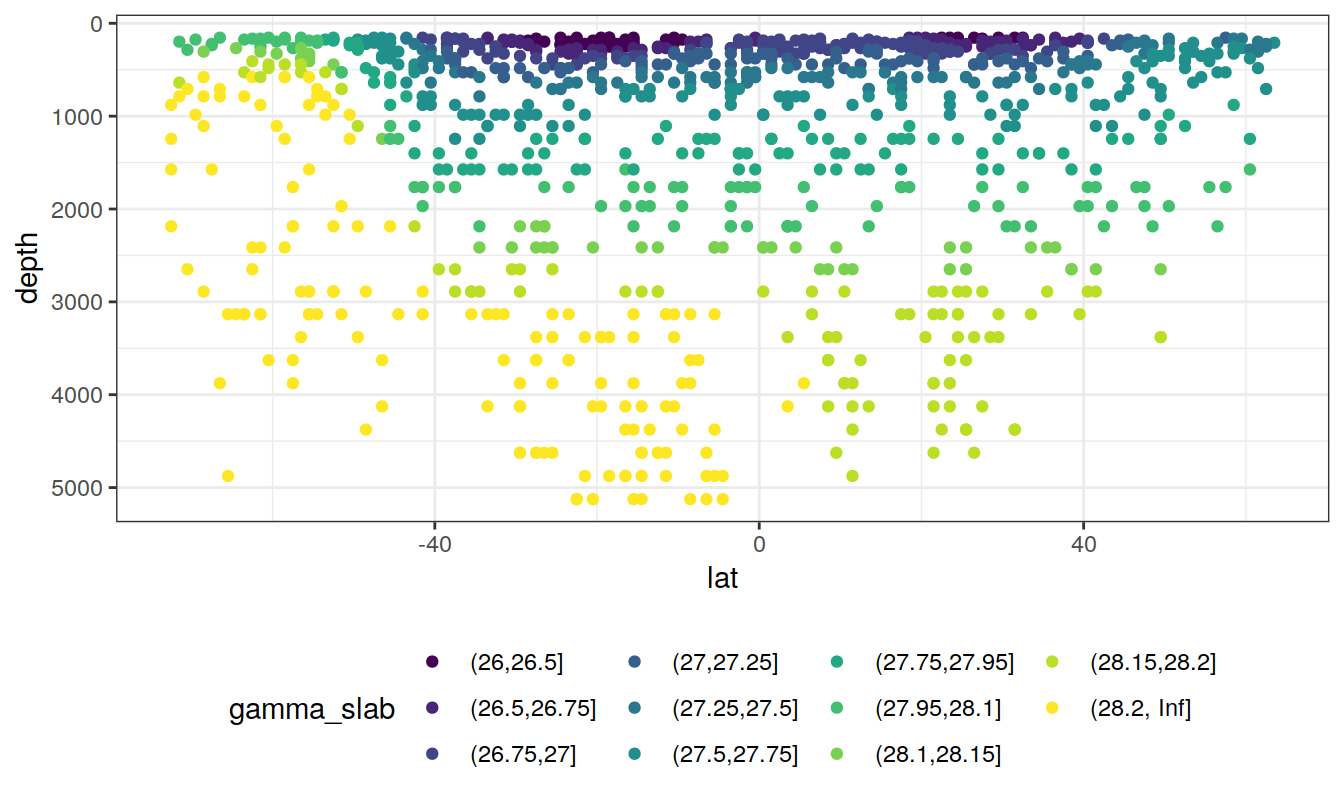 0
1000
2000
3000
4000
5000
depth
-40 0 40
lat
gamma_slab
(26,26.5] (27,27.25] (27.75,27.95] (28.15,28.2]
(26.5,26.75] (27.25,27.5] (27.95,28.1] (28.2, Inf]
(26.75,27] (27.5,27.75] (28.1,28.15]